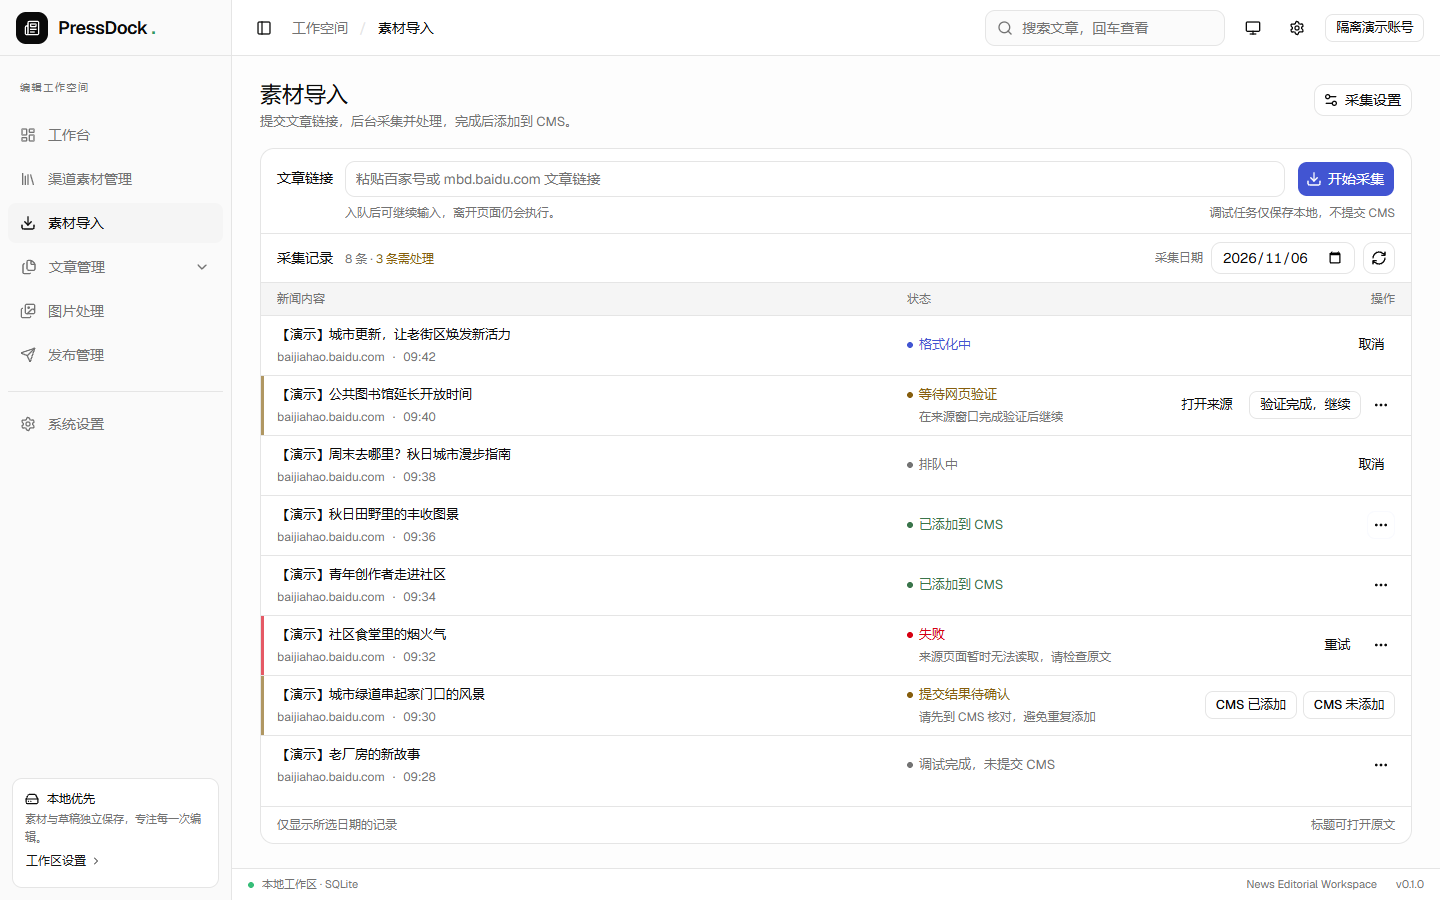 PressDock.
工作空间 / 素材导入
搜索文章，回车查看
隔离演示账号
编辑工作空间
工作台
渠道素材管理
素材导入
文章管理
图片处理
发布管理
系统设置
本地优先
素材与草稿独立保存，专注每一次编
辑。
工作区设置
素材导入
提交文章链接，后台采集并处理，完成后添加到 CMS。
采集设置
文章链接
粘贴百家号或 mbd.baidu.com 文章链接
开始采集
入队后可继续输入，离开页面仍会执行。
调试任务仅保存本地，不提交 CMS
采集记录 8 条 · 3 条需处理
采集日期 2026/11/06
新闻内容 状态 操作
【演示】城市更新，让老街区焕发新活力
baijiahao.baidu.com · 09:42
格式化中
取消
【演示】公共图书馆延长开放时间
baijiahao.baidu.com · 09:40
等待网页验证
在来源窗口完成验证后继续
打开来源 验证完成，继续
【演示】周末去哪里？秋日城市漫步指南
baijiahao.baidu.com · 09:38
排队中
取消
【演示】秋日田野里的丰收图景
baijiahao.baidu.com · 09:36
已添加到 CMS
【演示】青年创作者走进社区
baijiahao.baidu.com · 09:34
已添加到 CMS
【演示】社区食堂里的烟火气
baijiahao.baidu.com · 09:32
失败
来源页面暂时无法读取，请检查原文
重试
【演示】城市绿道串起家门口的风景
baijiahao.baidu.com · 09:30
提交结果待确认
请先到 CMS 核对，避免重复添加
CMS 已添加 CMS 未添加
【演示】老厂房的新故事
baijiahao.baidu.com · 09:28
调试完成，未提交 CMS
仅显示所选日期的记录
标题可打开原文
本地工作区 · SQLite
News Editorial Workspace v0.1.0